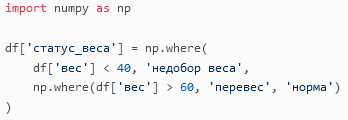 import numpy as np
df['статус_веса'] = np.where(
    df['вес'] < 40, 'недобор веса',
    np.where(df['вес'] > 60, 'перевес', 'норма')
)